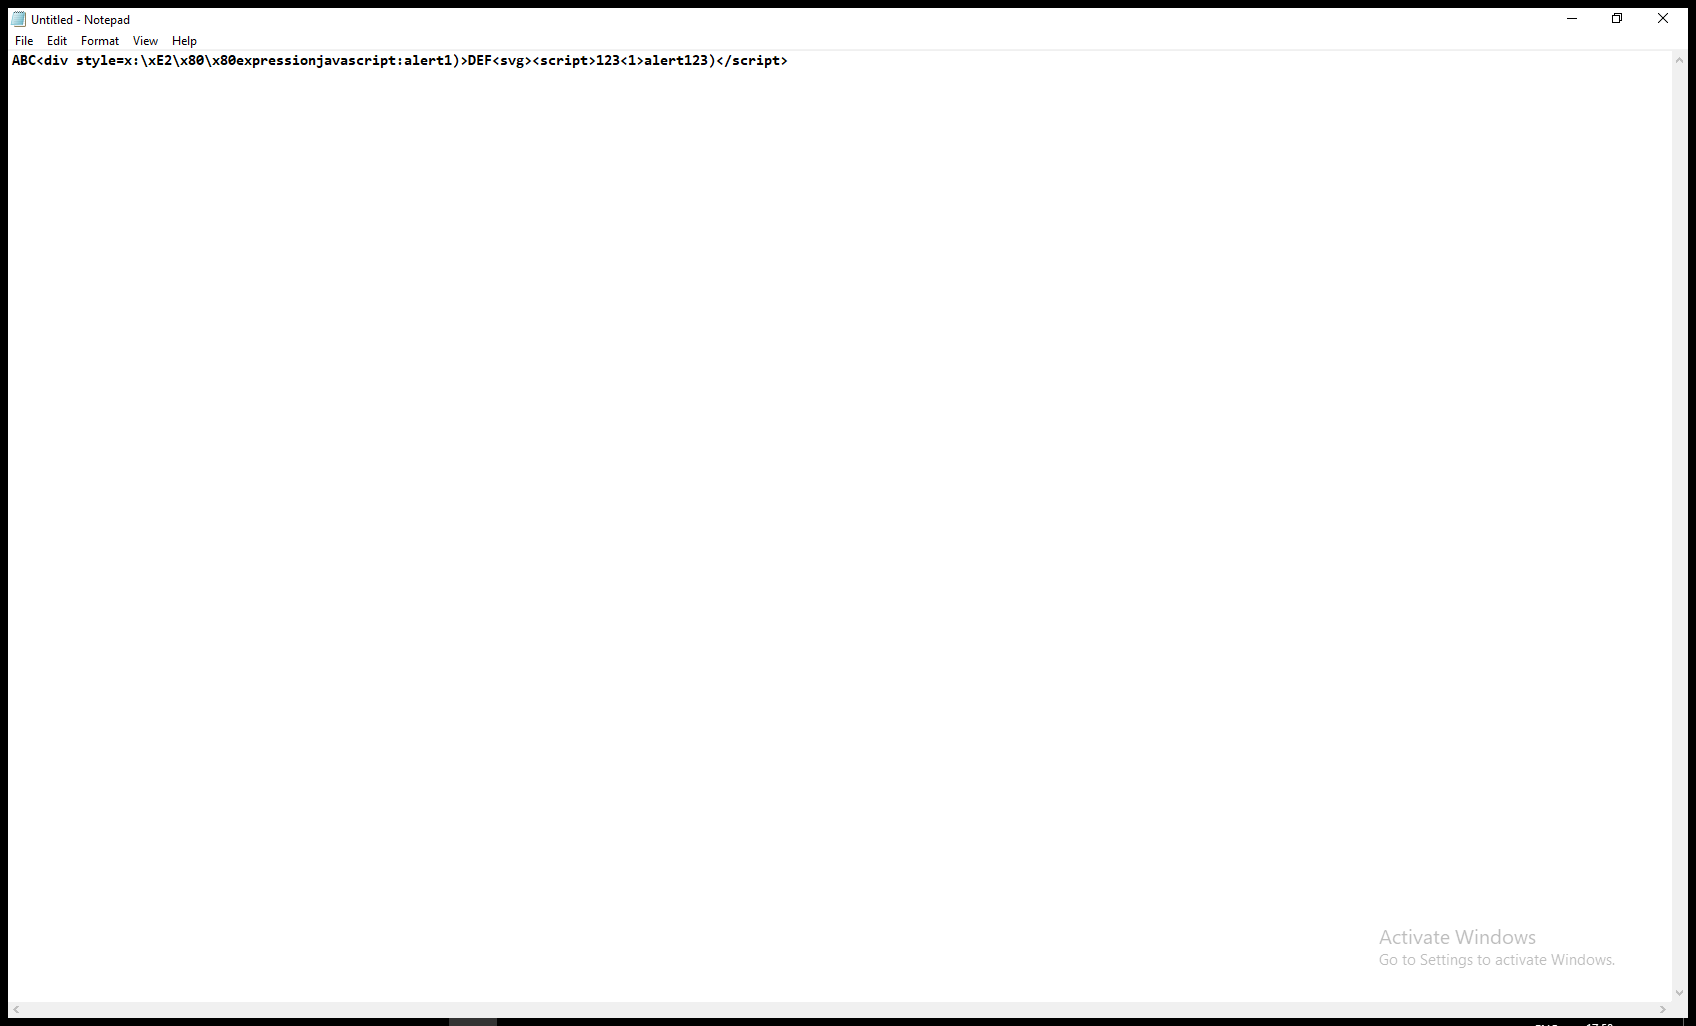 Untitled - Notepad
File Edit Format View Help
ABC<div style=x:\xE2\x80\x80expressionjavascript:alert1)>DEF<svg><script>123<1>alert123)</script>
Activate Windows
Go to Settings to activate Windows.